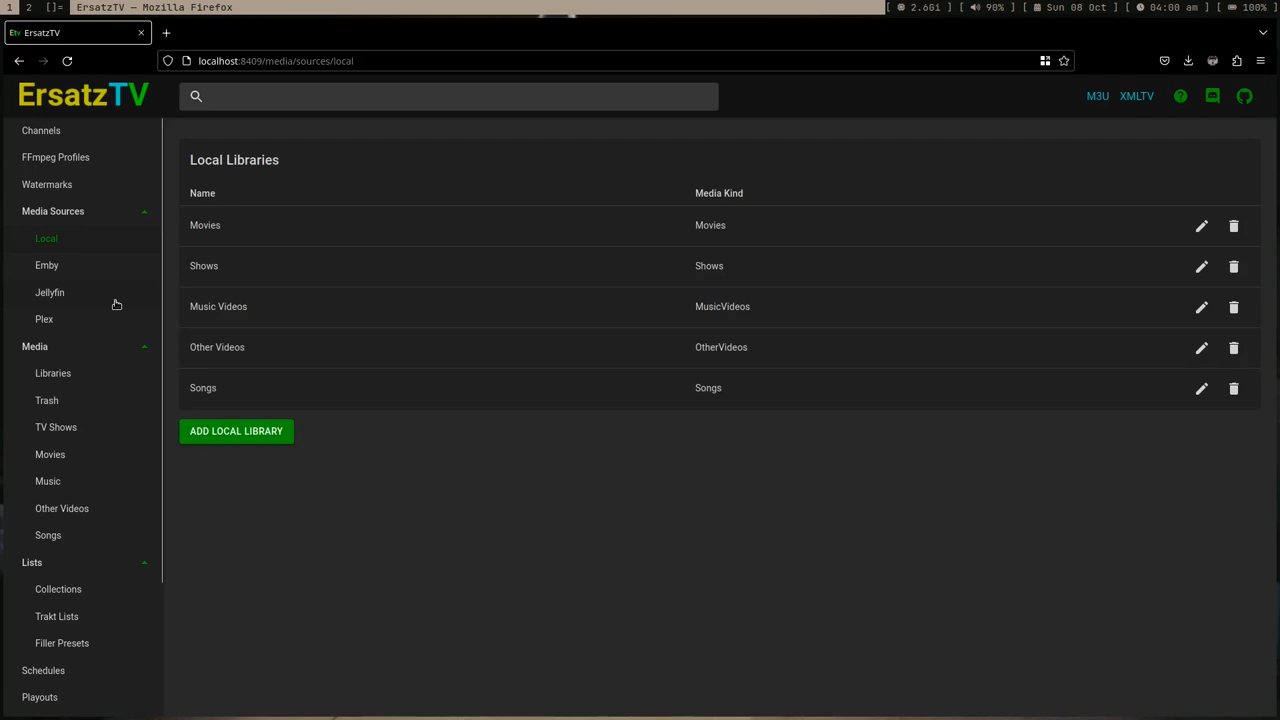 1 2 []= ErsatzTV — Mozilla Firefox [ 2.6Gi ] [ 90% ] [ Sun 08 Oct ] [ 04:00 am ] [ 100% ]
Etv ErsatzTV
localhost:8409/media/sources/local
ErsatzTV M3U XMLTV
Channels
FFmpeg Profiles
Watermarks
Media Sources
Local
Emby
Jellyfin
Plex
Media
Libraries
Trash
TV Shows
Movies
Music
Other Videos
Songs
Lists
Collections
Trakt Lists
Filler Presets
Schedules
Playouts
Local Libraries
Name Media Kind
Movies Movies
Shows Shows
Music Videos MusicVideos
Other Videos OtherVideos
Songs Songs
ADD LOCAL LIBRARY